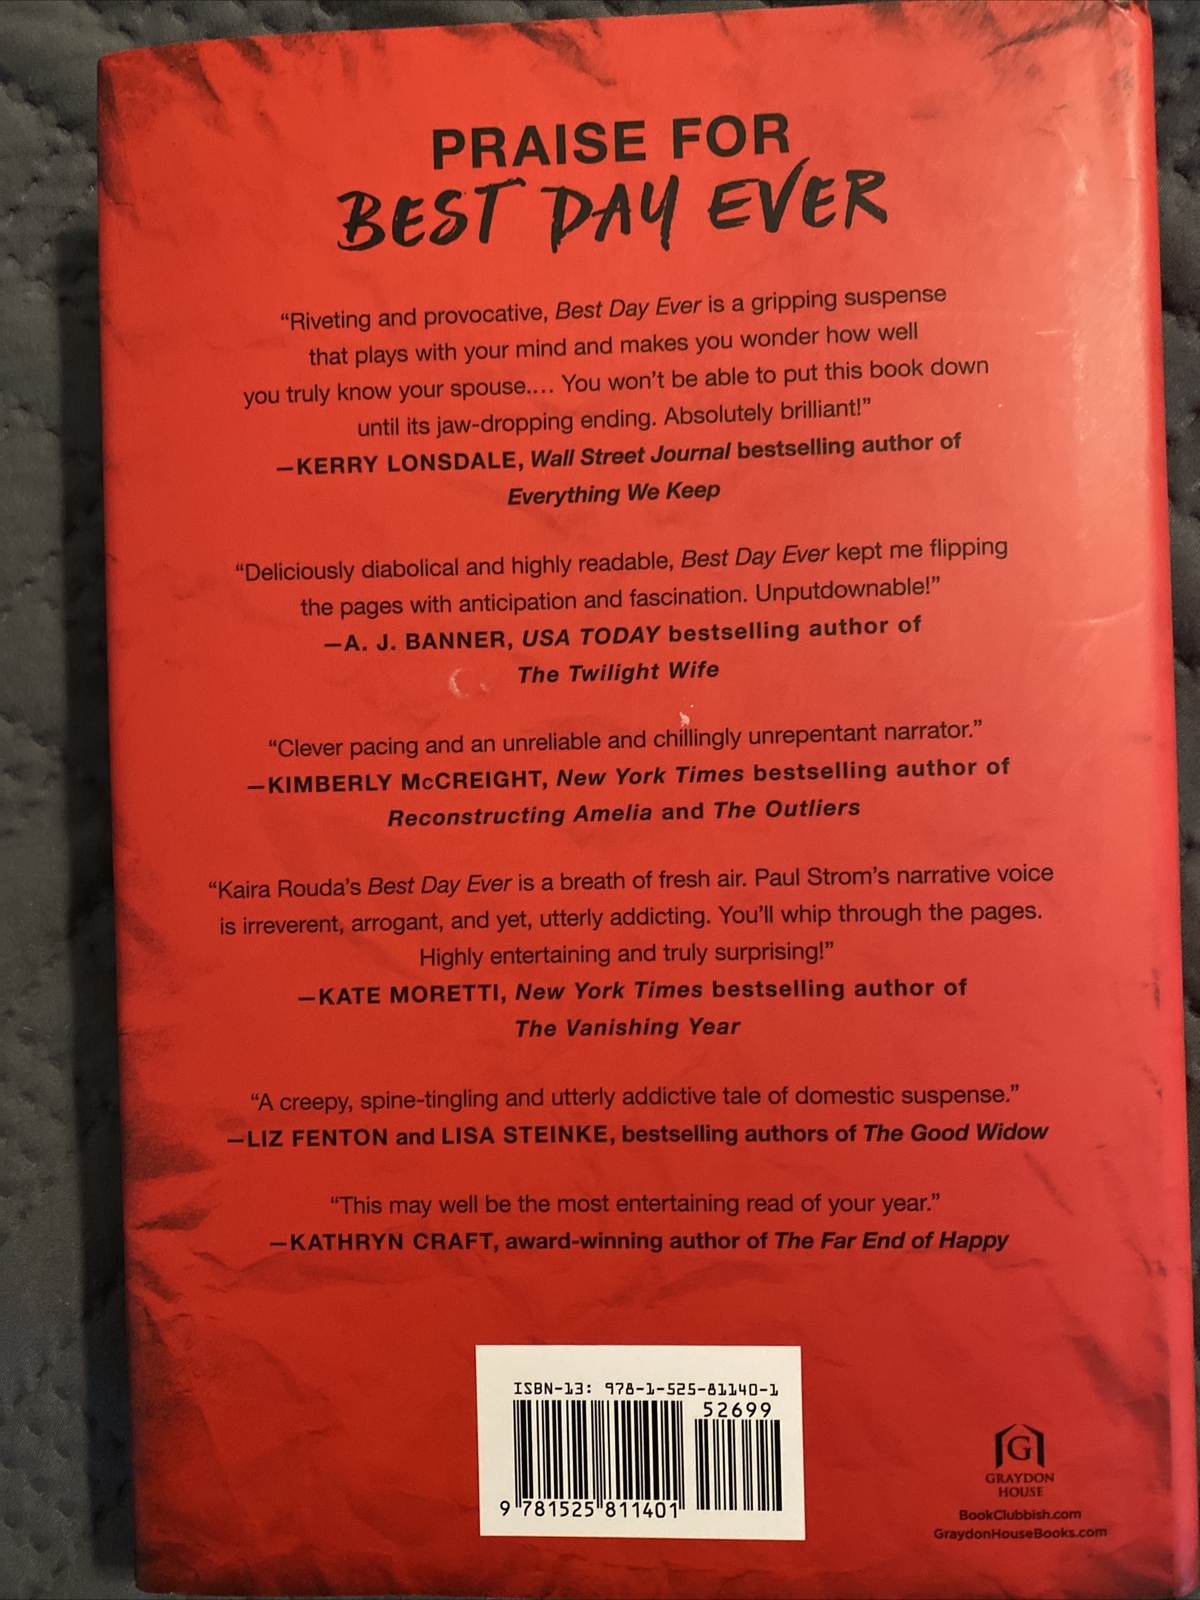 PRAISE FOR
BEST DAY EVER
“Riveting and provocative, Best Day Ever is a gripping suspense
that plays with your mind and makes you wonder how well
you truly know your spouse.… You won’t be able to put this book down
until its jaw-dropping ending. Absolutely brilliant!”
—KERRY LONSDALE, Wall Street Journal bestselling author of
Everything We Keep
“Deliciously diabolical and highly readable, Best Day Ever kept me flipping
the pages with anticipation and fascination. Unputdownable!”
—A. J. BANNER, USA TODAY bestselling author of
The Twilight Wife
“Clever pacing and an unreliable and chillingly unrepentant narrator.”
—KIMBERLY McCREIGHT, New York Times bestselling author of
Reconstructing Amelia and The Outliers
“Kaira Rouda’s Best Day Ever is a breath of fresh air. Paul Strom’s narrative voice
is irreverent, arrogant, and yet, utterly addicting. You’ll whip through the pages.
Highly entertaining and truly surprising!”
—KATE MORETTI, New York Times bestselling author of
The Vanishing Year
“A creepy, spine-tingling and utterly addictive tale of domestic suspense.”
—LIZ FENTON and LISA STEINKE, bestselling authors of The Good Widow
“This may well be the most entertaining read of your year.”
—KATHRYN CRAFT, award-winning author of The Far End of Happy
ISBN-13: 978-1-525-81140-1
52699
9 781525 811401
G
GRAYDON
HOUSE
BookClubbish.com
GraydonHouseBooks.com